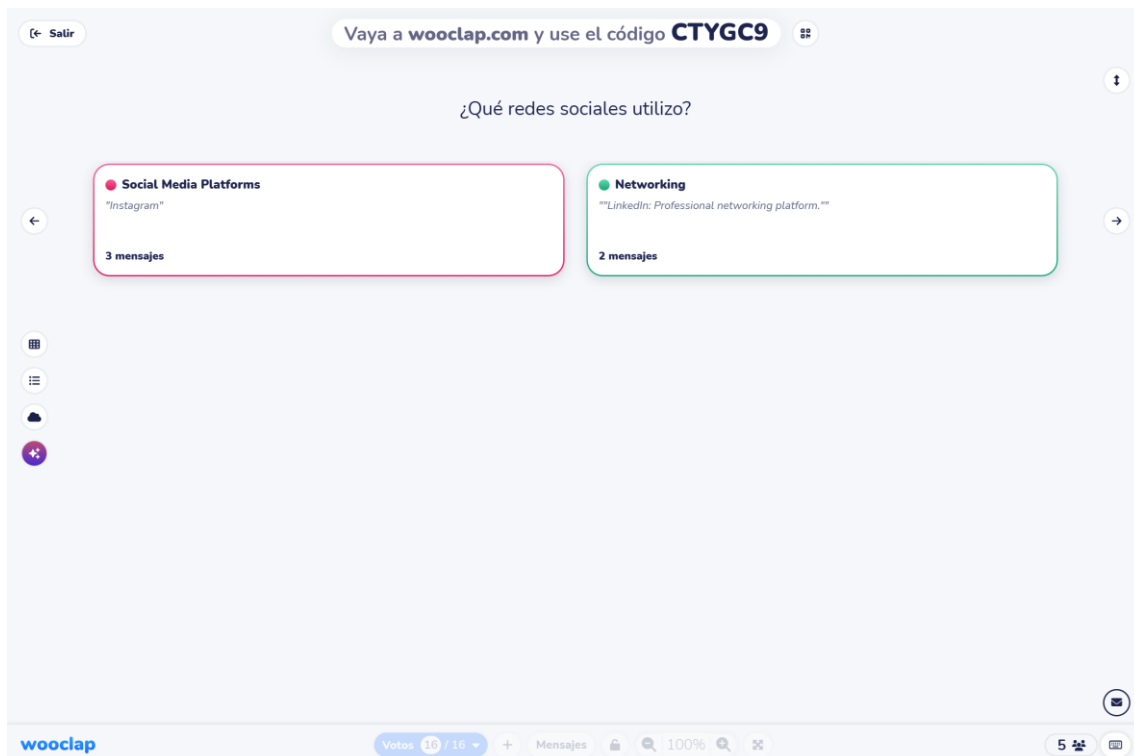 Salir
Vaya a wooclap.com y use el código CTYGC9
¿Qué redes sociales utilizo?
Social Media Platforms
"Instagram"
3 mensajes
Networking
""LinkedIn: Professional networking platform.""
2 mensajes
wooclap
Votos 16 / 16
Mensajes
100%
5